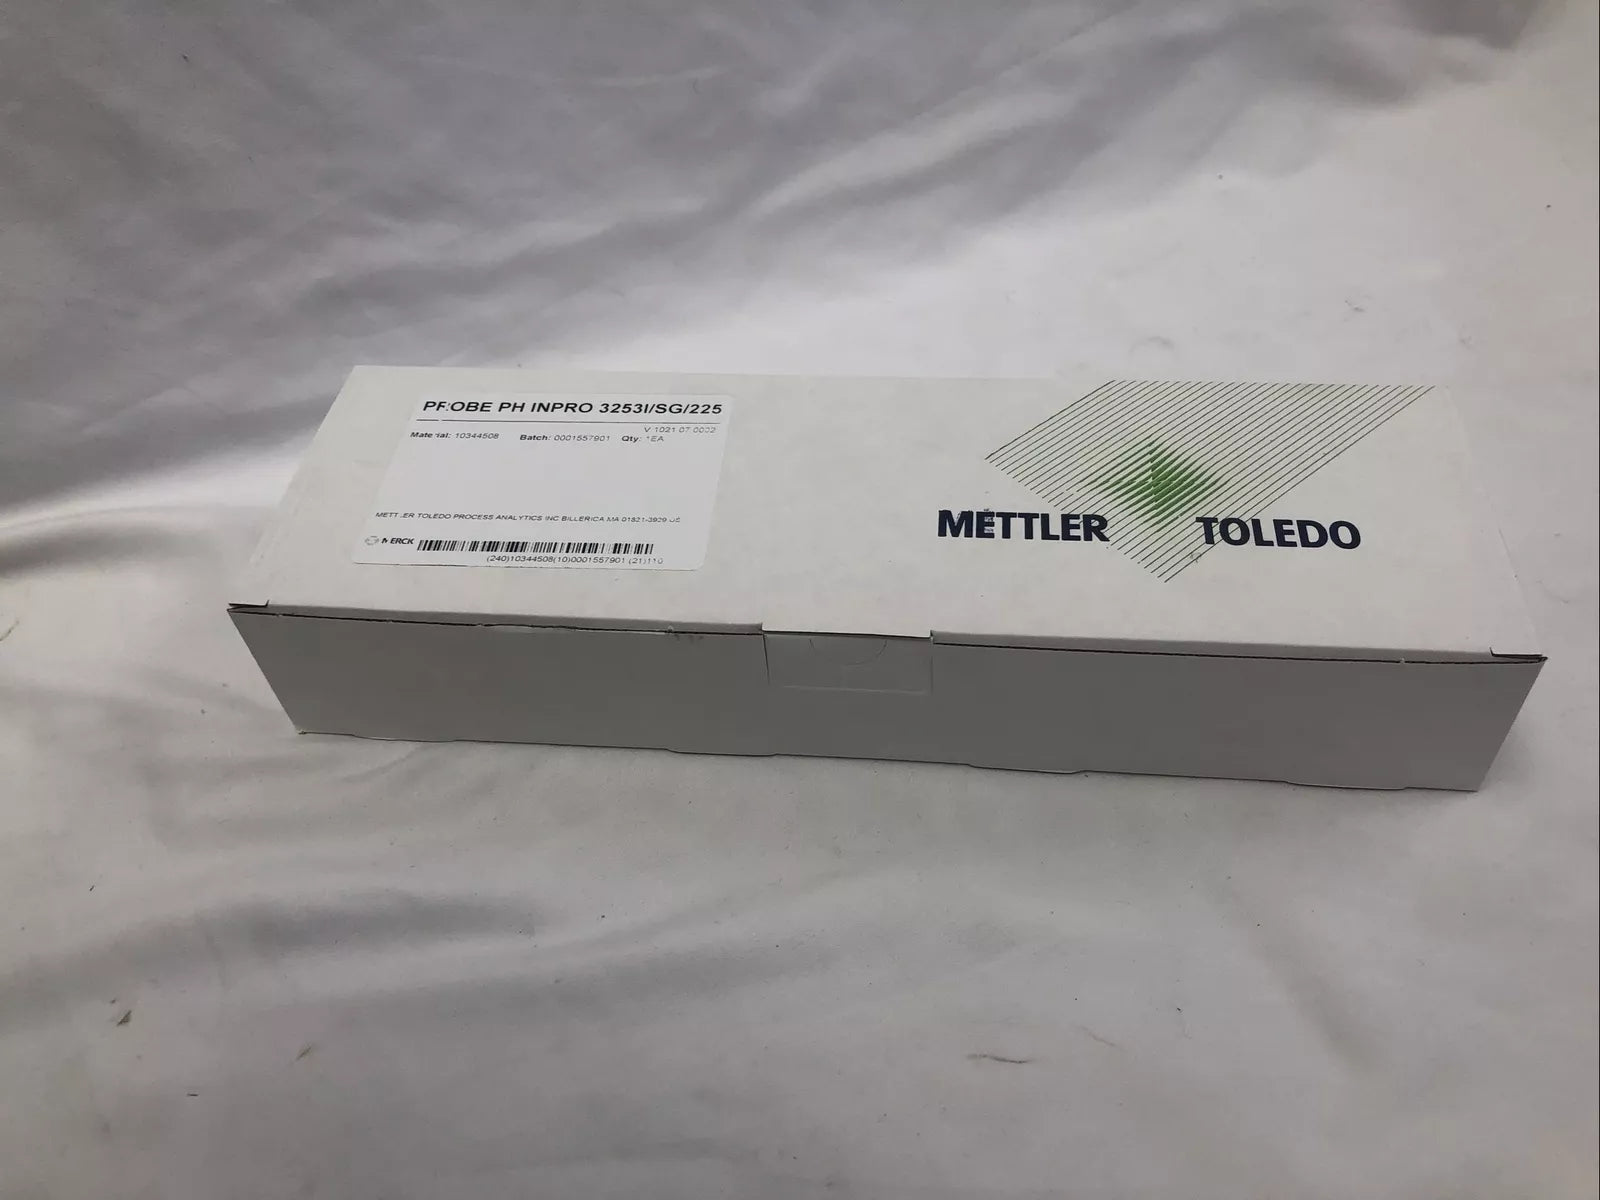 PROBE PH INPRO 3253I/SG/225
V 1021 07 0002
Material: 10344508 Batch: 0001557901 Qty: 1EA
METTLER TOLEDO PROCESS ANALYTICS INC BILLERICA MA 01821-3929 US
MERCK
(240)10344508(10)0001557901 (21)110
METTLER TOLEDO